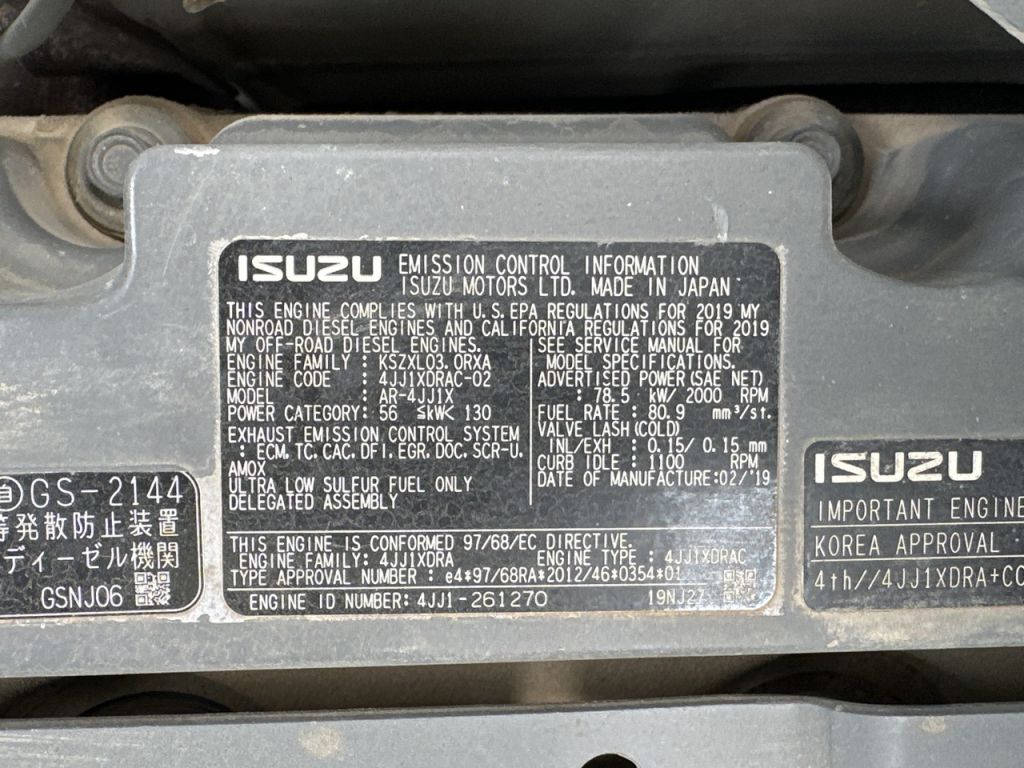 ISUZU EMISSION CONTROL INFORMATION
ISUZU MOTORS LTD. MADE IN JAPAN
THIS ENGINE COMPLIES WITH U.S.EPA REGULATIONS FOR 2019 MY
NONROAD DIESEL ENGINES AND CALIFORNIA REGULATIONS FOR 2019
MY OFF-ROAD DIESEL ENGINES.
ENGINE FAMILY : KSZXL03.0RXA
ENGINE CODE : 4JJ1XDRAC-02
MODEL : AR-4JJ1X
POWER CATEGORY: 56 ≦kW< 130
EXHAUST EMISSION CONTROL SYSTEM
: ECM,TC,CAC,DFI,EGR,DOC,SCR-U,
AMOX
ULTRA LOW SULFUR FUEL ONLY
DELEGATED ASSEMBLY
SEE SERVICE MANUAL FOR
MODEL SPECIFICATIONS.
ADVERTISED POWER(SAE NET)
: 78.5 kW/ 2000 RPM
FUEL RATE : 80.9 mm³/st.
VALVE LASH(COLD)
INL/EXH : 0.15/ 0.15 mm
CURB IDLE : 1100 RPM
DATE OF MANUFACTURE:02/'19
THIS ENGINE IS CONFORMED 97/68/EC DIRECTIVE.
ENGINE FAMILY: 4JJ1XDRA ENGINE TYPE : 4JJ1XDRAC
TYPE APPROVAL NUMBER : e4*97/68RA*2012/46*0354*01
ENGINE ID NUMBER: 4JJ1-261270 19NJ27
自GS-2144
等発散防止装置
ディーゼル機関
GSNJ06
ISUZU
IMPORTANT ENGINE
KOREA APPROVAL
4th//4JJ1XDRA+CC